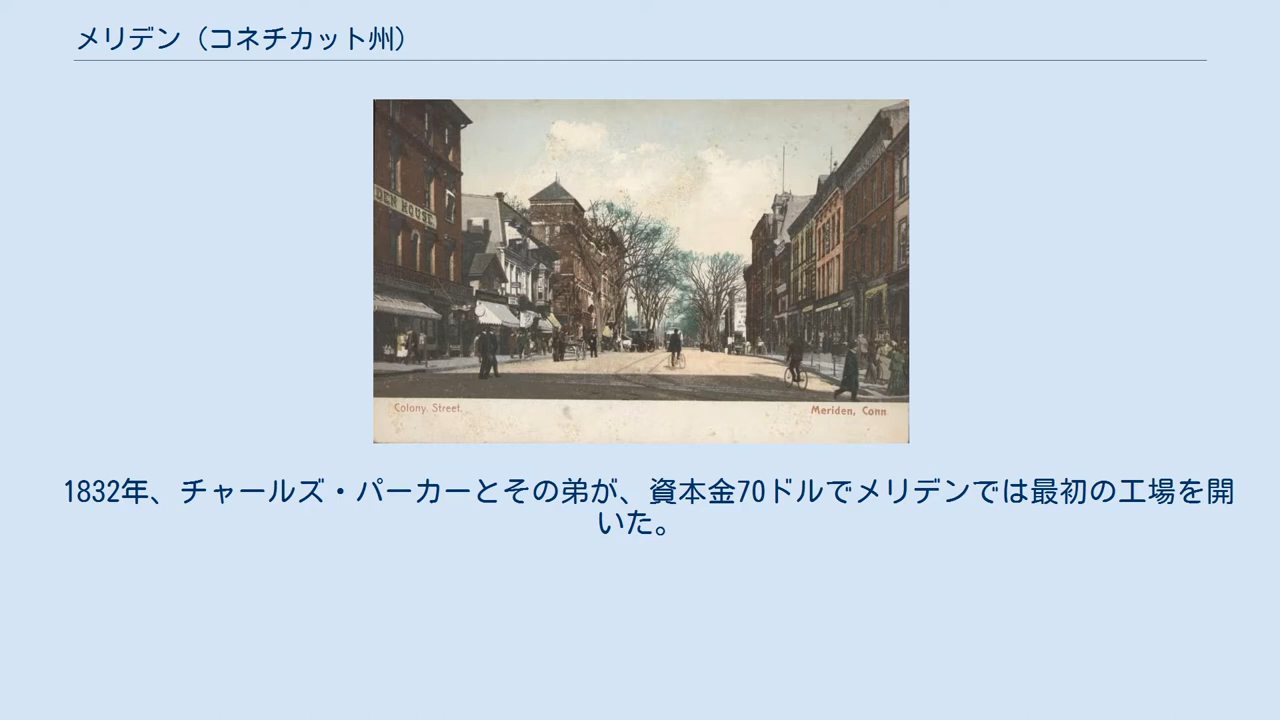 メリデン（コネチカット州）
DEN HOUSE
Colony Street.
Meriden, Conn
1832年、チャールズ・パーカーとその弟が、資本金70ドルでメリデンでは最初の工場を開
いた。